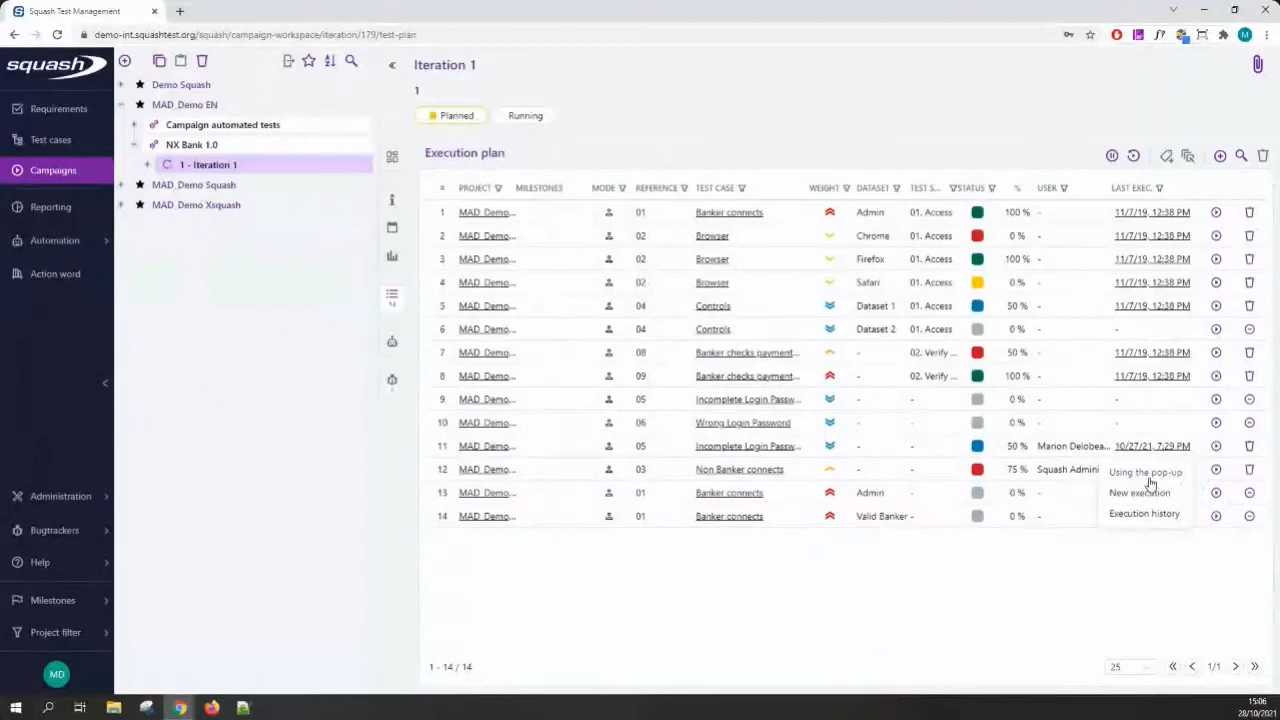 Squash Test Management
demo-int.squashtest.org/squash/campaign-workspace/iteration/179/test-plan
M
squash
Requirements
Test cases
Campaigns
Reporting
Automation
Action word
Administration
Bugtrackers
Help
Milestones
Project filter
MD
Demo Squash
MAD_Demo EN
Campaign automated tests
NX Bank 1.0
1 - Iteration 1
MAD_Demo Squash
MAD_Demo Xsquash
Iteration 1
1
Planned Running
14
Execution plan
# PROJECT MILESTONES MODE REFERENCE TEST CASE WEIGHT DATASET TEST S... STATUS % USER LAST EXEC.
1 MAD_Demo... 01 Banker connects Admin 01. Access 100 % - 11/7/19, 12:38 PM
2 MAD_Demo... 02 Browser Chrome 01. Access 0 % - 11/7/19, 12:38 PM
3 MAD_Demo... 02 Browser Firefox 01. Access 100 % - 11/7/19, 12:38 PM
4 MAD_Demo... 02 Browser Safari 01. Access 0 % - 11/7/19, 12:38 PM
5 MAD_Demo... 04 Controls Dataset 1 01. Access 50 % - 11/7/19, 12:38 PM
6 MAD_Demo... 04 Controls Dataset 2 01. Access 0 % - -
7 MAD_Demo... 08 Banker checks payment... - 02. Verify ... 50 % - 11/7/19, 12:38 PM
8 MAD_Demo... 09 Banker checks payment... - 02. Verify ... 100 % - 11/7/19, 12:38 PM
9 MAD_Demo... 05 Incomplete Login Passw... - - 0 % - -
10 MAD_Demo... 06 Wrong Login Password - - 0 % - -
11 MAD_Demo... 05 Incomplete Login Passw... - - 50 % Marion Delobea... 10/27/21, 7:29 PM
12 MAD_Demo... 03 Non Banker connects - - 75 % Squash Admini
13 MAD_Demo... 01 Banker connects Admin - 0 % -
14 MAD_Demo... 01 Banker connects Valid Banker - 0 % -
Using the pop-up
New execution
Execution history
1 - 14 / 14
25
1/1
15:06
28/10/2021